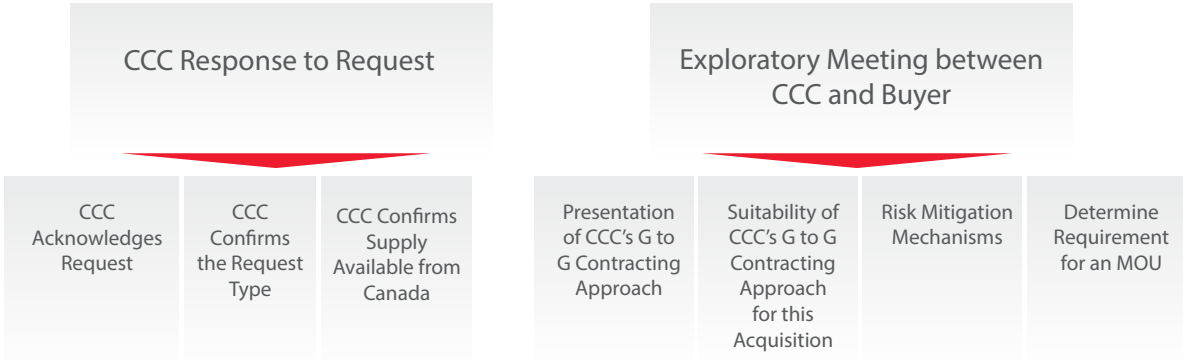 CCC Response to Request
CCC
Acknowledges
Request
CCC
Confirms
the Request
Type
CCC Confirms
Supply
Available from
Canada
Exploratory Meeting between
CCC and Buyer
Presentation
of CCC's G to
G Contracting
Approach
Suitability of
CCC's G to G
Contracting
Approach
for this
Acquisition
Risk Mitigation
Mechanisms
Determine
Requirement
for an MOU